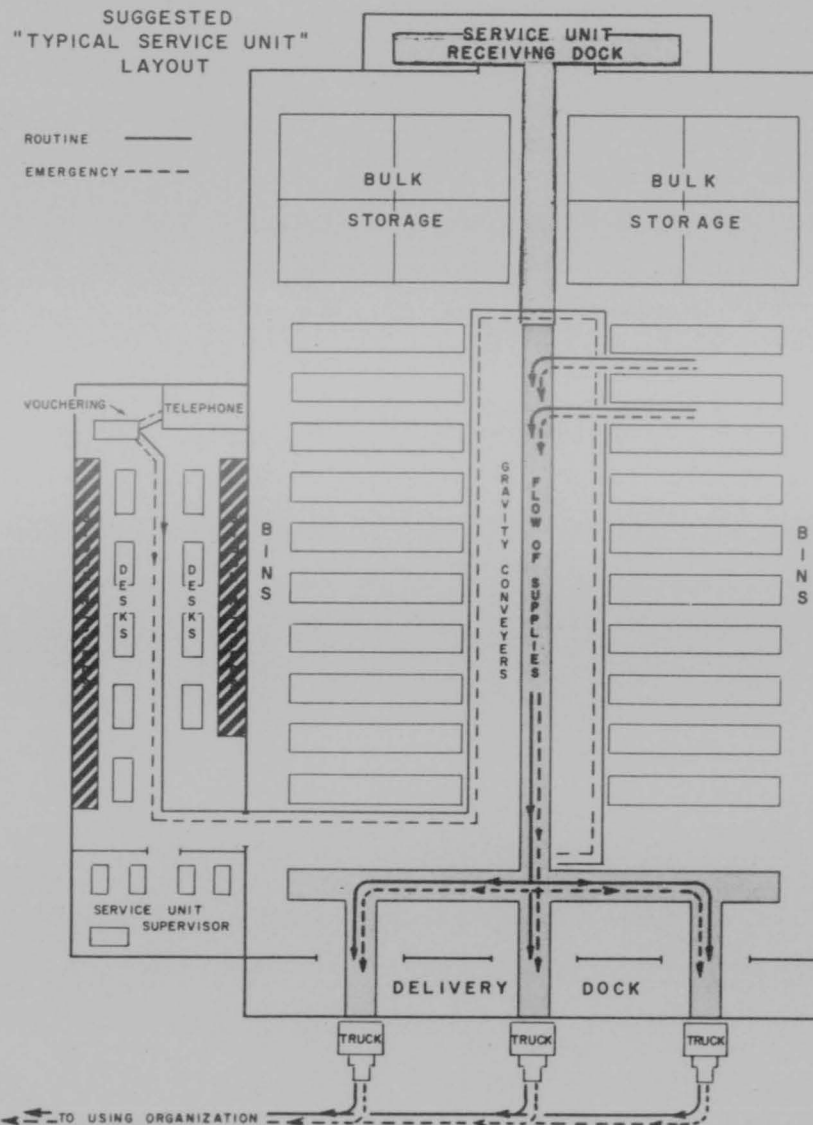 SUGGESTED
"TYPICAL SERVICE UNIT"
LAYOUT
ROUTINE
EMERGENCY
SERVICE UNIT
RECEIVING DOCK
BULK
STORAGE
BULK
STORAGE
VOUCHERING
TELEPHONE
DESKS
DESKS
BINS
GRAVITY CONVEYERS
FLOW OF SUPPLIES
BINS
SERVICE UNIT
SUPERVISOR
DELIVERY DOCK
TRUCK
TRUCK
TRUCK
TO USING ORGANIZATION